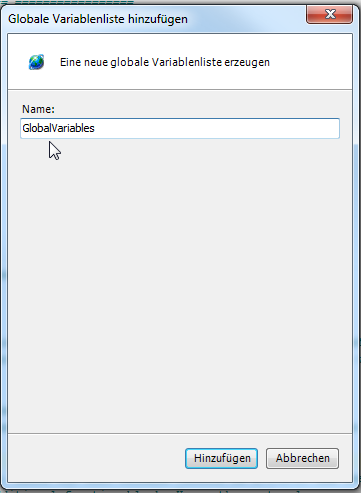 Globale Variablenliste hinzufügen
Eine neue globale Variablenliste erzeugen
Name:
GlobalVariables
Hinzufügen
Abbrechen